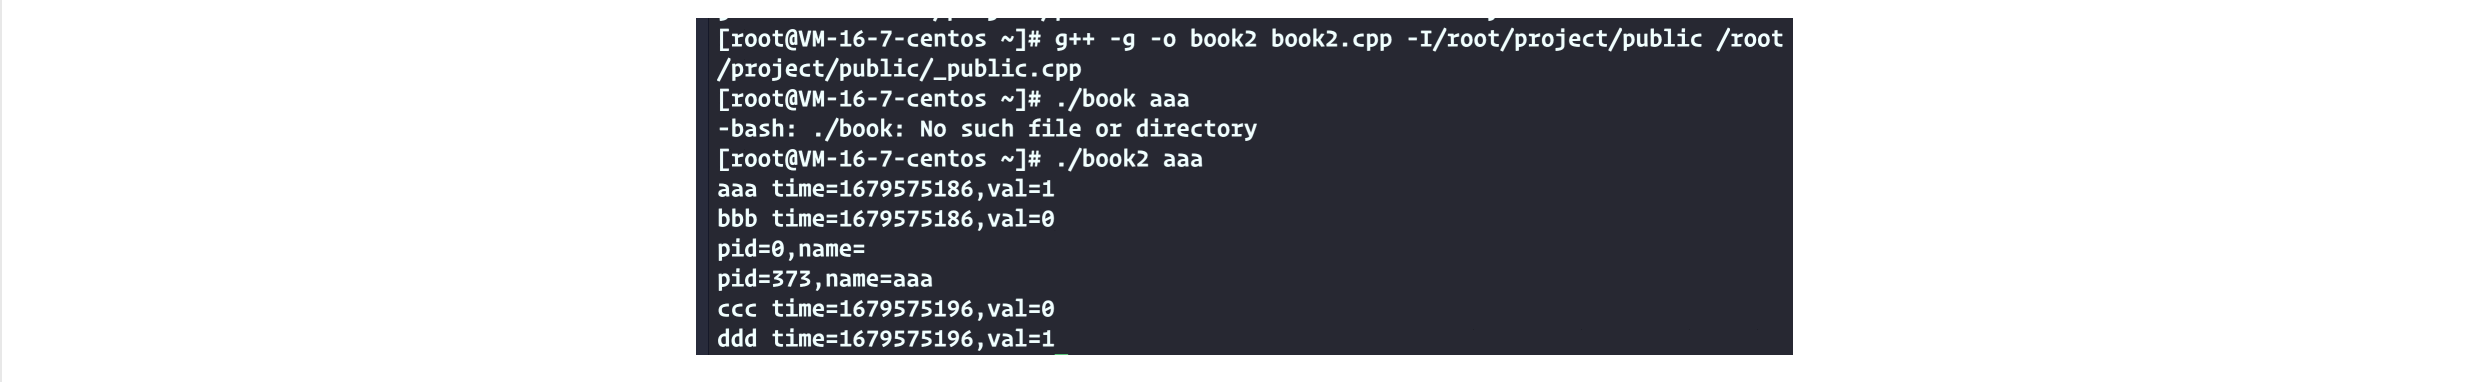 [root@VM-16-7-centos ~]# g++ -g -o book2 book2.cpp -I/root/project/public /root
/project/public/_public.cpp
[root@VM-16-7-centos ~]# ./book aaa
-bash: ./book: No such file or directory
[root@VM-16-7-centos ~]# ./book2 aaa
aaa time=1679575186,val=1
bbb time=1679575186,val=0
pid=0,name=
pid=373,name=aaa
ccc time=1679575196,val=0
ddd time=1679575196,val=1